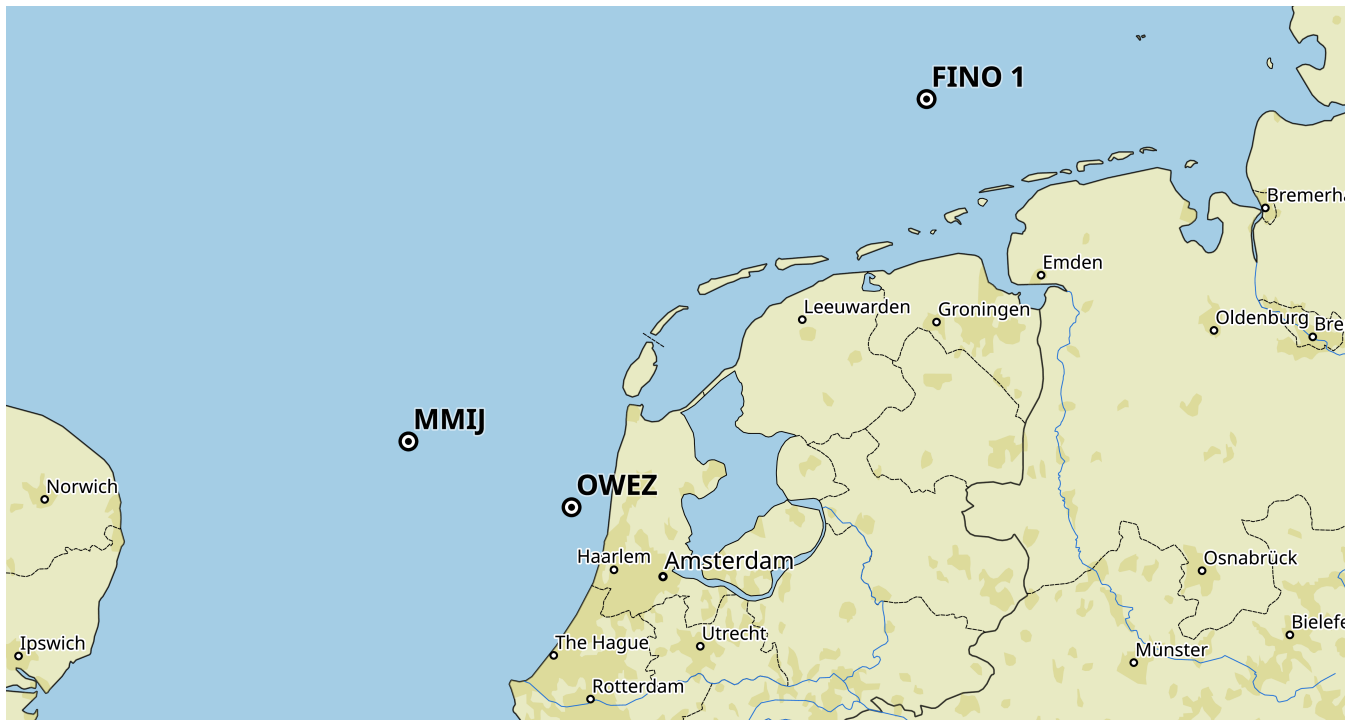 FINO 1
Bremerha
Emden
Leeuwarden
Groningen
Oldenburg
Bre
MMIJ
OWEZ
Norwich
Haarlem
Amsterdam
Osnabrück
Bielefe
Ipswich
The Hague
Utrecht
Münster
Rotterdam